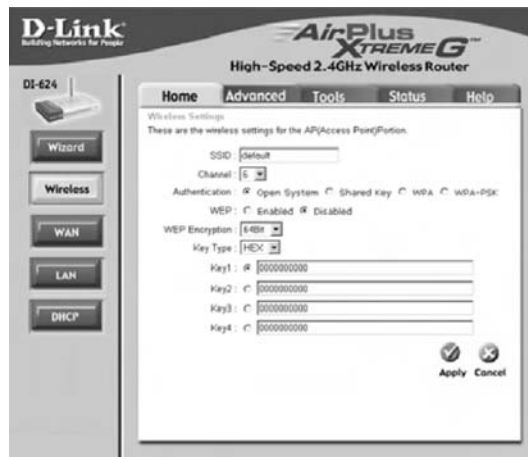 D-Link
Building Networks for People
AirPlus
XTREME G™
High-Speed 2.4GHz Wireless Router
DI-624
Home Advanced Tools Status Help
Wizard
Wireless
WAN
LAN
DHCP
Wireless Settings
These are the wireless settings for the AP(Access Point)Portion.
SSID : default
Channel : 6
Authentication : Open System Shared Key WPA WPA-PSK
WEP : Enabled Disabled
WEP Encryption : 64Bit
Key Type : HEX
Key1 : 0000000000
Key2 : 0000000000
Key3 : 0000000000
Key4 : 0000000000
Apply Cancel